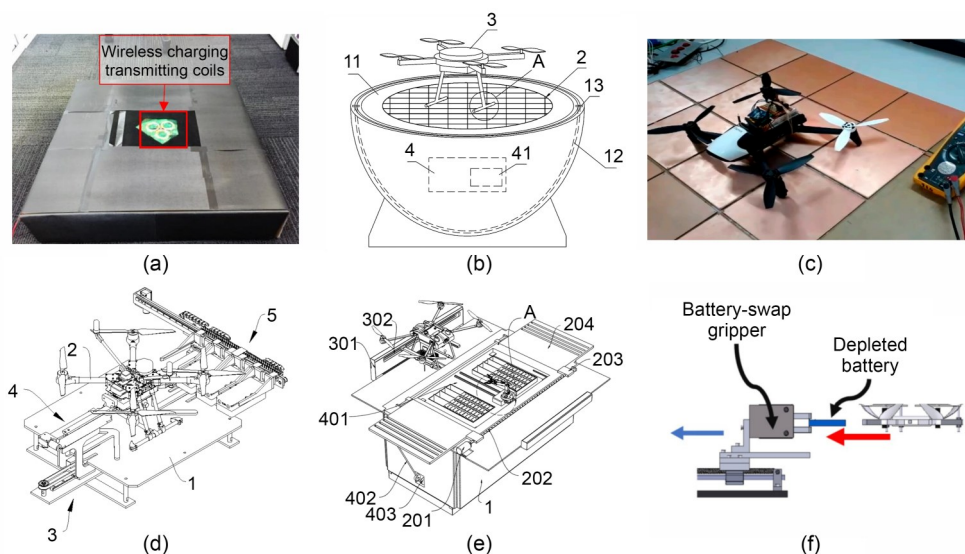 Wireless charging
transmitting coils
(a)
3
11
A
2
13
4
41
12
(b)
(c)
5
2
4
1
3
(d)
302
301
A
204
203
401
402
403
201
202
1
(e)
Battery-swap
gripper
Depleted
battery
(f)